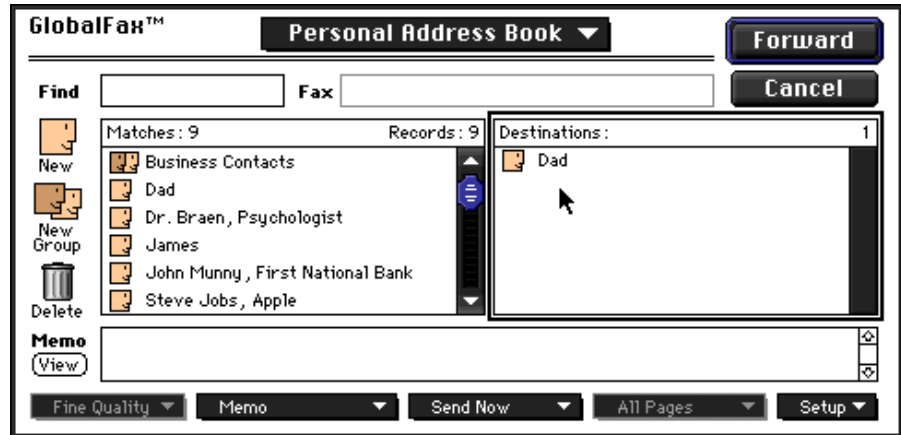 GlobalFax™
Personal Address Book
Forward
Find
Fax
Cancel
New
New
Group
Delete
Matches: 9 Records: 9
Business Contacts
Dad
Dr. Braen, Psychologist
James
John Munny, First National Bank
Steve Jobs, Apple
Destinations: 1
Dad
Memo
View
Fine Quality
Memo
Send Now
All Pages
Setup